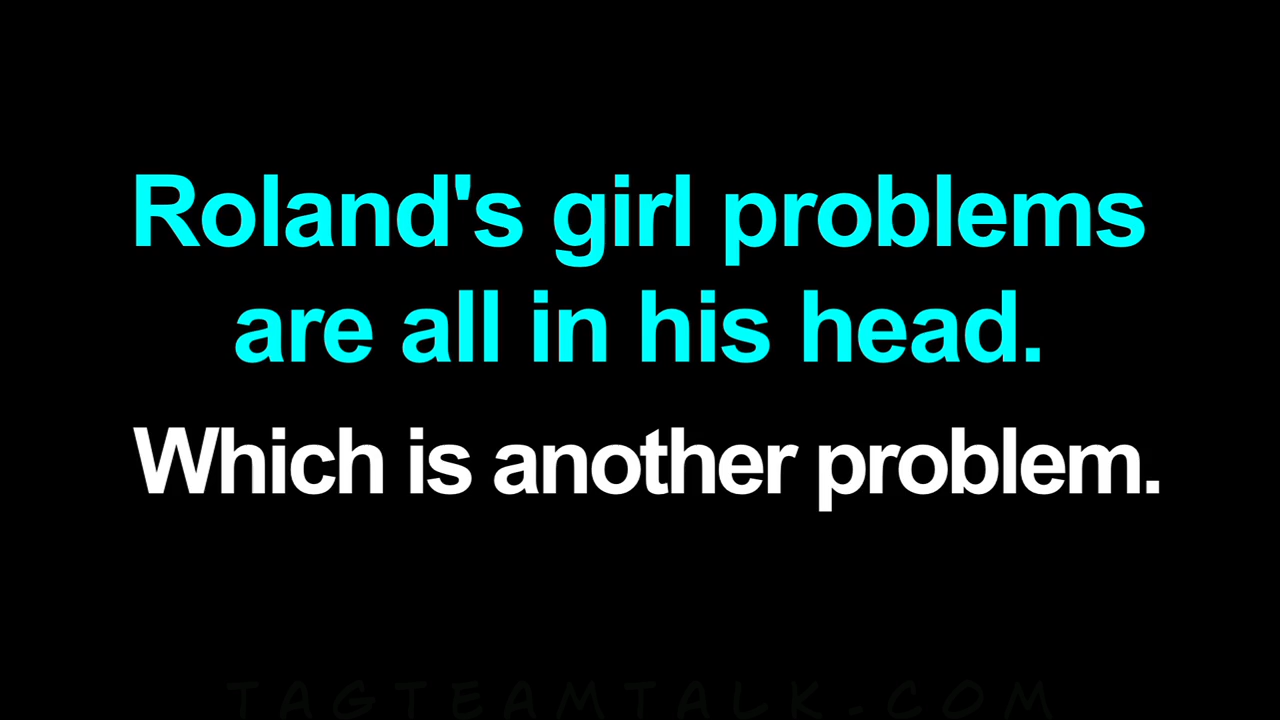 Roland's girl problems
are all in his head.
Which is another problem.
TAGTEAMTALK.COM